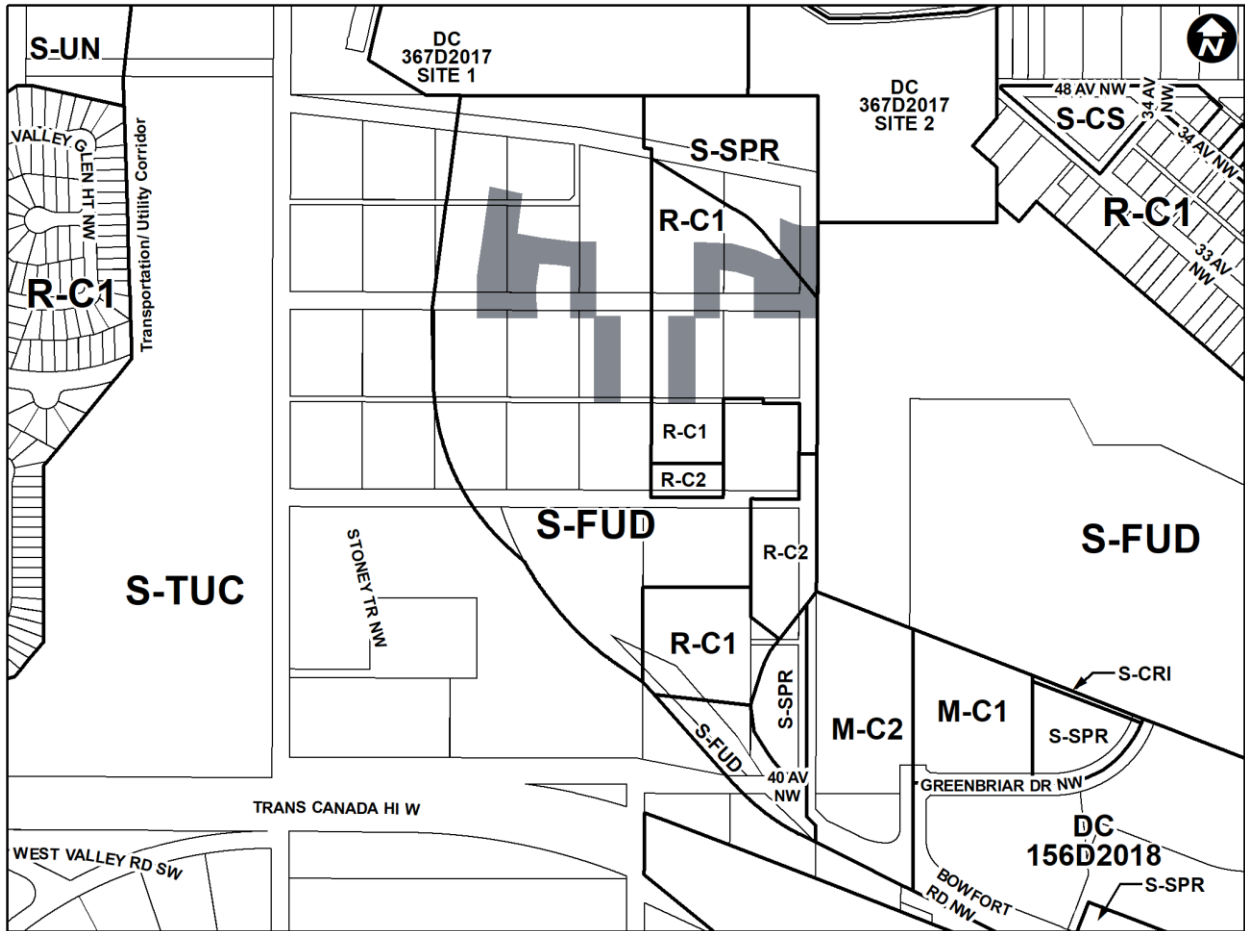 S-UN
DC
367D2017
SITE 1
DC
367D2017
SITE 2
N
48 AV NW
34 AV
NW
S-CS
34 AV NW
VALLEY GLEN HT NW
Transportation/ Utility Corridor
S-SPR
R-C1
R-C1
33 AV
NW
R-C1
R-C1
R-C2
S-FUD
R-C2
S-FUD
S-TUC
STONEY TR NW
R-C1
S-SPR
S-CRI
M-C2
M-C1
S-SPR
S-FUD
40 AV
NW
GREENBRIAR DR NW
TRANS CANADA HI W
DC
156D2018
WEST VALLEY RD SW
BOWFORT
RD NW
S-SPR